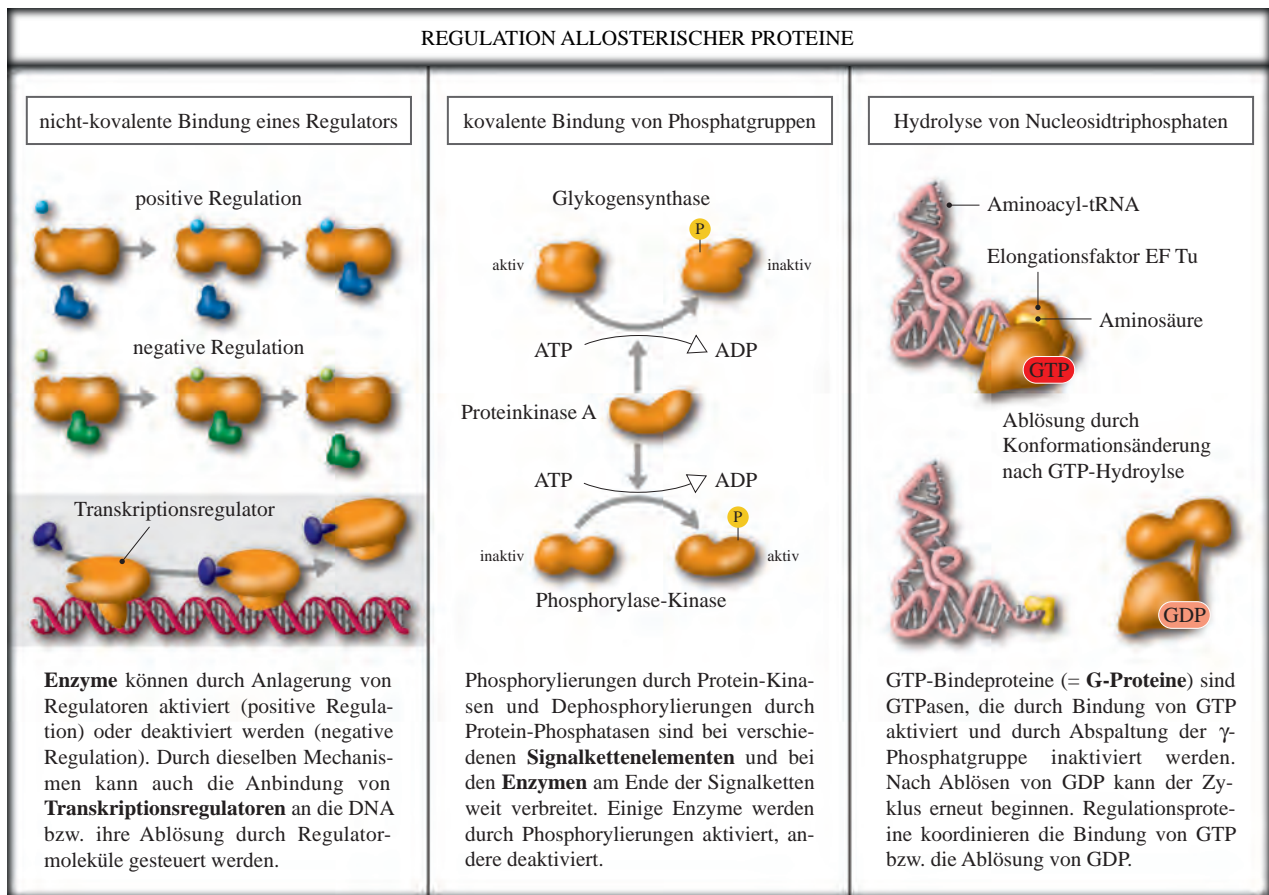 REGULATION ALLOSTERISCHER PROTEINE
nicht-kovalente Bindung eines Regulators
positive Regulation
negative Regulation
Transkriptionsregulator
Enzyme können durch Anlagerung von
Regulatoren aktiviert (positive Regula-
tion) oder deaktiviert werden (negative
Regulation). Durch dieselben Mechanis-
men kann auch die Anbindung von
Transkriptionsregulatoren an die DNA
bzw. ihre Ablösung durch Regulator-
moleküle gesteuert werden.
kovalente Bindung von Phosphatgruppen
Glykogensynthase
P
aktiv
inaktiv
ATP
ADP
Proteinkinase A
ATP
ADP
P
inaktiv
aktiv
Phosphorylase-Kinase
Phosphorylierungen durch Protein-Kina-
sen und Dephosphorylierungen durch
Protein-Phosphatasen sind bei verschie-
denen Signalkettenelementen und bei
den Enzymen am Ende der Signalketten
weit verbreitet. Einige Enzyme werden
durch Phosphorylierungen aktiviert, an-
dere deaktiviert.
Hydrolyse von Nucleosidtriphosphaten
Aminoacyl-tRNA
Elongationsfaktor EF Tu
Aminosäure
GTP
Ablösung durch
Konformationsänderung
nach GTP-Hydroylse
GDP
GTP-Bindeproteine (= G-Proteine) sind
GTPasen, die durch Bindung von GTP
aktiviert und durch Abspaltung der γ-
Phosphatgruppe inaktiviert werden.
Nach Ablösen von GDP kann der Zy-
klus erneut beginnen. Regulationsprote-
ine koordinieren die Bindung von GTP
bzw. die Ablösung von GDP.